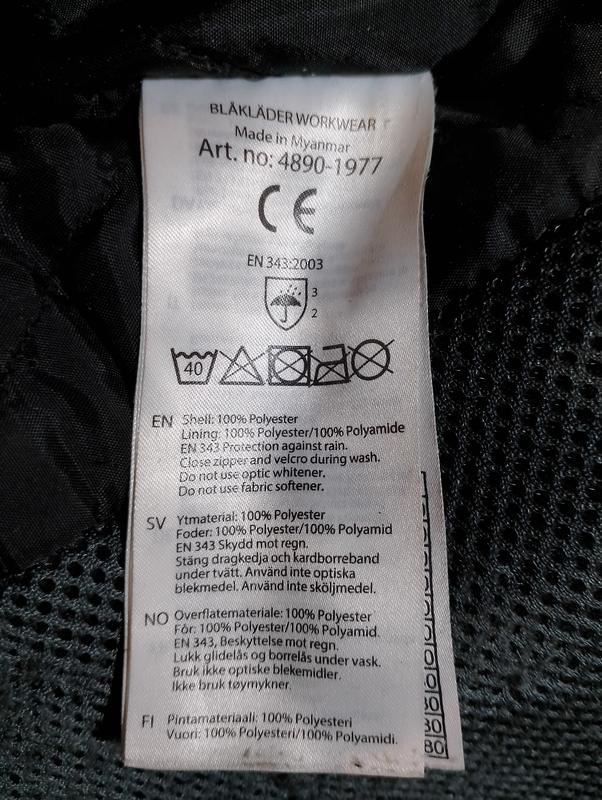 BLÅKLÄDER WORKWEAR
Made in Myanmar
Art. no: 4890-1977
CE
EN 343:2003
3
2
40
EN Shell: 100% Polyester
Lining: 100% Polyester/100% Polyamide
EN 343 Protection against rain.
Close zipper and velcro during wash.
Do not use optic whitener.
Do not use fabric softener.
SV Ytmaterial: 100% Polyester
Foder: 100% Polyester/100% Polyamid
EN 343 Skydd mot regn.
Stäng dragkedja och kardborreband
under tvätt. Använd inte optiska
blekmedel. Använd inte sköljmedel.
NO Overflatemateriale: 100% Polyester
Fôr: 100% Polyester/100% Polyamid.
EN 343, Beskyttelse mot regn.
Lukk glidelås og borrelås under vask.
Bruk ikke optiske blekemidler.
Ikke bruk tøymykner.
FI Pintamateriaali: 100% Polyesteri
Vuori: 100% Polyesteri/100% Polyamidi.